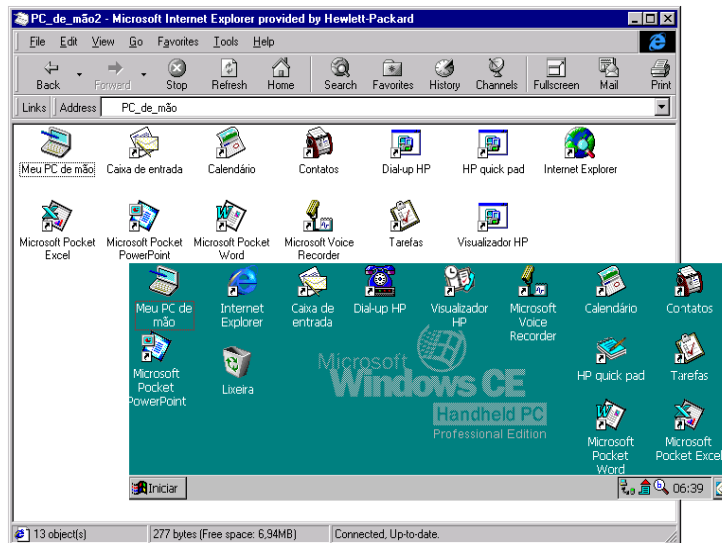 PC_de_mão2 - Microsoft Internet Explorer provided by Hewlett-Packard
File Edit View Go Favorites Tools Help
Back Forward Stop Refresh Home Search Favorites History Channels Fullscreen Mail Print
Links Address PC_de_mão
Meu PC de mão Caixa de entrada Calendário Contatos Dial-up HP HP quick pad Internet Explorer
Microsoft Pocket Excel
Microsoft Pocket PowerPoint
Microsoft Pocket Word
Microsoft Voice Recorder
Tarefas
Visualizador HP
Meu PC de mão
Internet Explorer
Caixa de entrada
Dial-up HP
Visualizador HP
Microsoft Voice Recorder
Calendário
Contatos
Microsoft Pocket PowerPoint
Lixeira
Microsoft
Windows CE
Handheld PC
Professional Edition
HP quick pad
Tarefas
Microsoft Pocket Word
Microsoft Pocket Excel
Iniciar
06:39
13 object(s) 277 bytes (Free space: 6,94MB) Connected, Up-to-date.